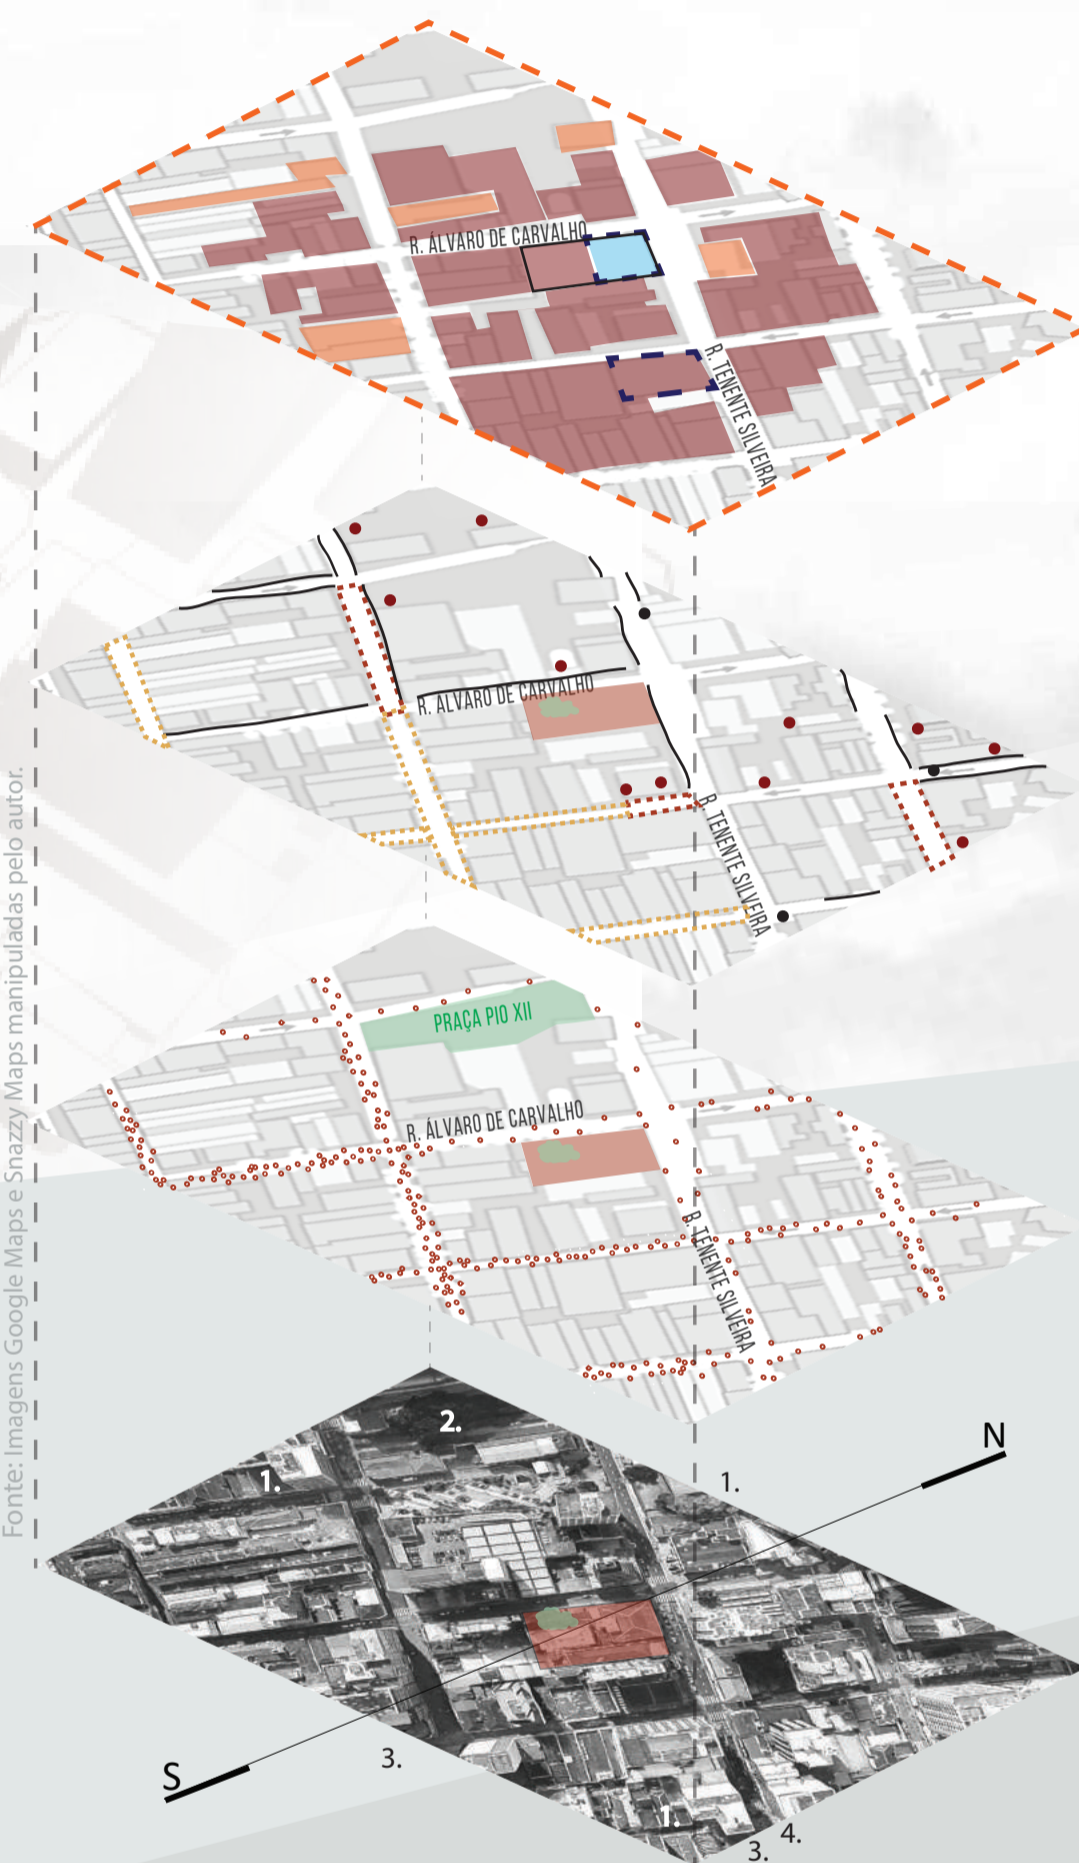 R. ÁLVARO DE CARVALHO
R. TENENTE SILVEIRA
R. ÁLVARO DE CARVALHO
R. TENENTE SILVEIRA
Fonte: Imagens Google Maps e Snazzy Maps manipuladas pelo autor.
PRAÇA PIO XII
R. ÁLVARO DE CARVALHO
R. TENENTE SILVEIRA
2.
N
1.
1.
S
3.
1.
4.
3.